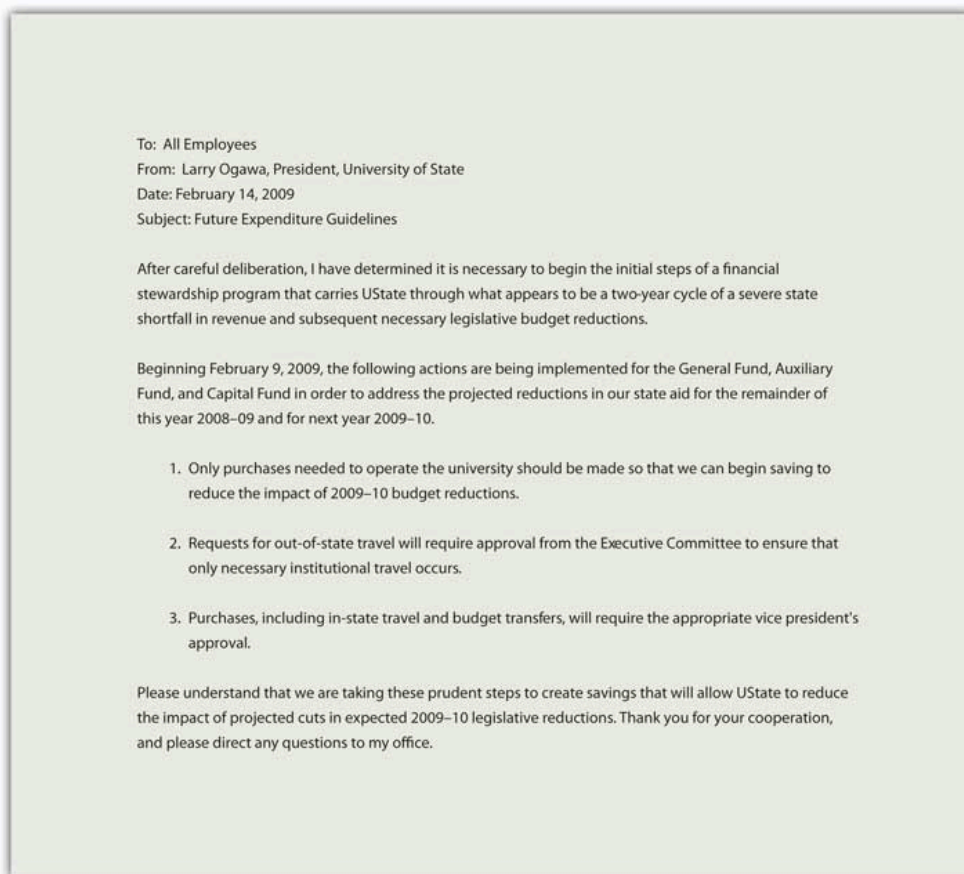 To: All Employees
From: Larry Ogawa, President, University of State
Date: February 14, 2009
Subject: Future Expenditure Guidelines
After careful deliberation, I have determined it is necessary to begin the initial steps of a financial
stewardship program that carries UState through what appears to be a two-year cycle of a severe state
shortfall in revenue and subsequent necessary legislative budget reductions.
Beginning February 9, 2009, the following actions are being implemented for the General Fund, Auxiliary
Fund, and Capital Fund in order to address the projected reductions in our state aid for the remainder of
this year 2008–09 and for next year 2009–10.
1. Only purchases needed to operate the university should be made so that we can begin saving to
reduce the impact of 2009–10 budget reductions.
2. Requests for out-of-state travel will require approval from the Executive Committee to ensure that
only necessary institutional travel occurs.
3. Purchases, including in-state travel and budget transfers, will require the appropriate vice president's
approval.
Please understand that we are taking these prudent steps to create savings that will allow UState to reduce
the impact of projected cuts in expected 2009–10 legislative reductions. Thank you for your cooperation,
and please direct any questions to my office.